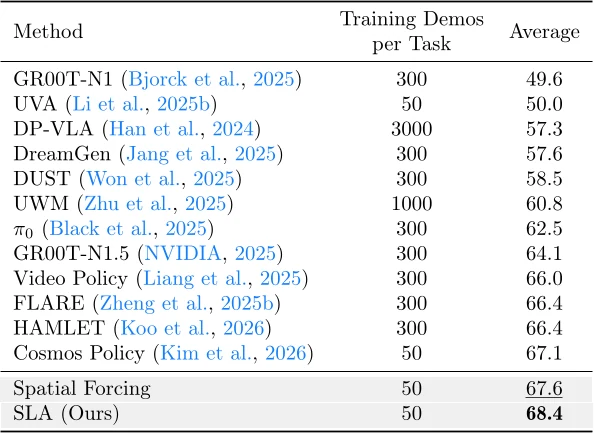 Method Training Demos per Task Average
GR00T-N1 (Bjorck et al., 2025) 300 49.6
UVA (Li et al., 2025b) 50 50.0
DP-VLA (Han et al., 2024) 3000 57.3
DreamGen (Jang et al., 2025) 300 57.6
DUST (Won et al., 2025) 300 58.5
UWM (Zhu et al., 2025) 1000 60.8
π0 (Black et al., 2025) 300 62.5
GR00T-N1.5 (NVIDIA, 2025) 300 64.1
Video Policy (Liang et al., 2025) 300 66.0
FLARE (Zheng et al., 2025b) 300 66.4
HAMLET (Koo et al., 2026) 300 66.4
Cosmos Policy (Kim et al., 2026) 50 67.1
Spatial Forcing 50 67.6
SLA (Ours) 50 68.4